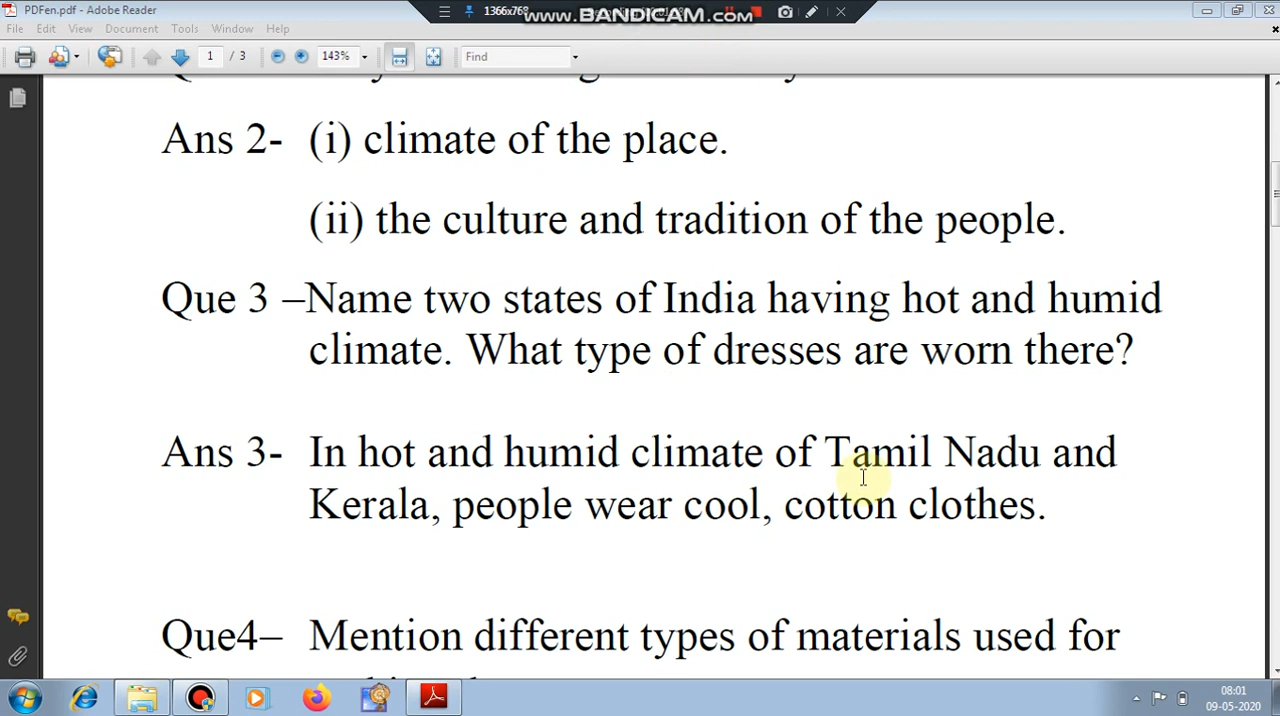 PDFen.pdf - Adobe Reader
1366x768
www.BANDICAM.com
File Edit View Document Tools Window Help
1 / 3 143% Find
Ans 2- (i) climate of the place.
(ii) the culture and tradition of the people.
Que 3 –Name two states of India having hot and humid
climate. What type of dresses are worn there?
Ans 3- In hot and humid climate of Tamil Nadu and
Kerala, people wear cool, cotton clothes.
Que4– Mention different types of materials used for
08:01
09-05-2020